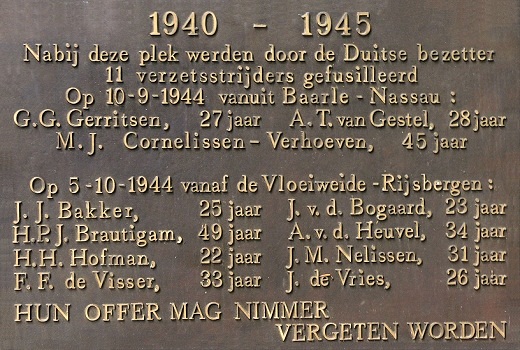 1940 - 1945
Nabij deze plek werden door de Duitse bezetter
11 verzetsstrijders gefusilleerd
Op 10-9-1944 vanuit Baarle-Nassau :
G.G. Gerritsen, 27 jaar A.T. van Gestel, 28 jaar
M.J. Cornelissen - Verhoeven, 45 jaar
Op 5-10-1944 vanaf de Vloeiweide-Rijsbergen :
J.J. Bakker, 25 jaar J. v. d. Bogaard, 23 jaar
H.P.J. Brautigam, 49 jaar A. v. d. Heuvel, 34 jaar
H.H. Hofman, 22 jaar J.M. Nelissen, 31 jaar
F.F. de Visser, 33 jaar J. de Vries, 26 jaar
HUN OFFER MAG NIMMER
VERGETEN WORDEN